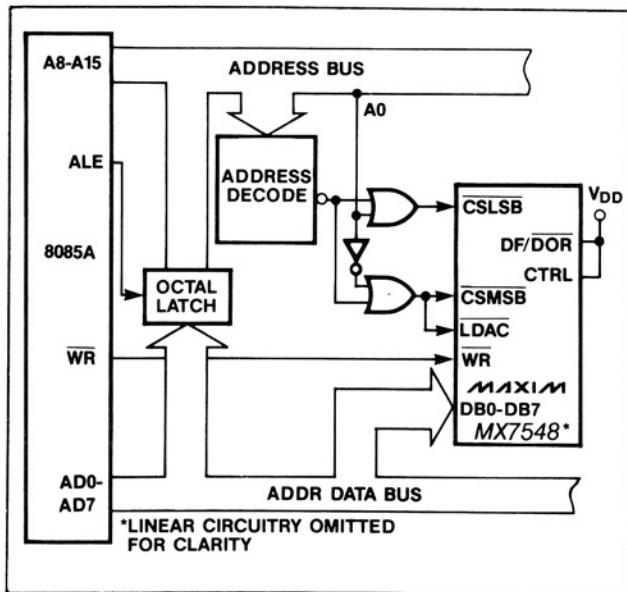 A8-A15
ADDRESS BUS
A0
ALE
ADDRESS
DECODE
CSLSB
VDD
DF/DOR
CTRL
8085A
OCTAL
LATCH
CSMSB
LDAC
WR
WR
MAXIM
DB0-DB7
MX7548*
AD0-
AD7
ADDR DATA BUS
*LINEAR CIRCUITRY OMITTED
FOR CLARITY